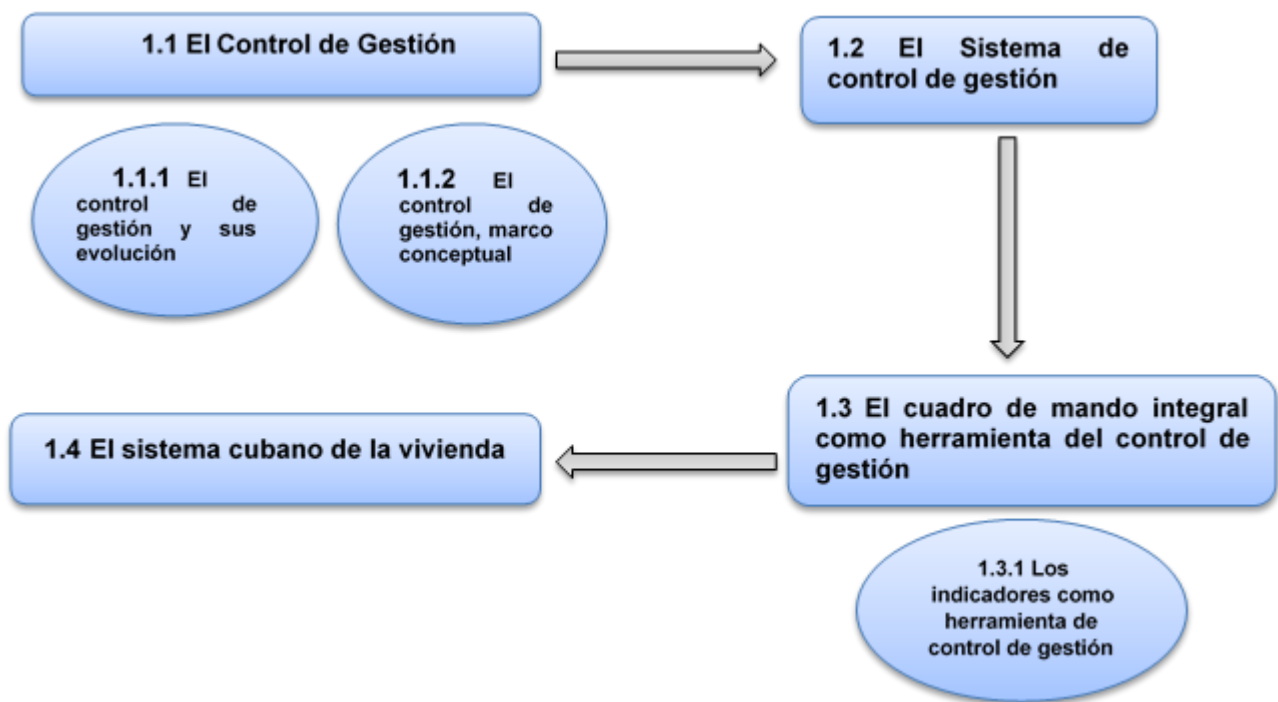 1.1 El Control de Gestión
1.2 El Sistema de
control de gestión
1.1.1 El
control de
gestión y sus
evolución
1.1.2 El
control de
gestión, marco
conceptual
1.3 El cuadro de mando integral
como herramienta del control de
gestión
1.4 El sistema cubano de la vivienda
1.3.1 Los
indicadores como
herramienta de
control de gestión